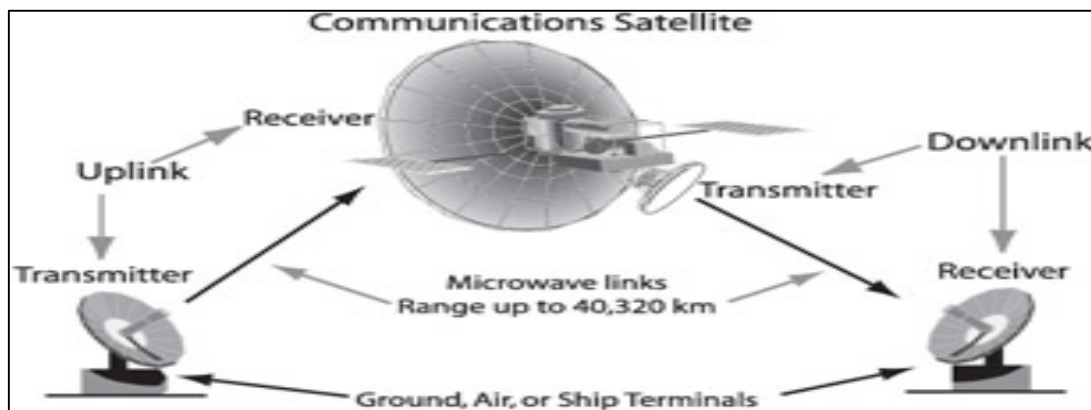 Communications Satellite
Receiver
Uplink
Downlink
Transmitter
Transmitter
Microwave links
Range up to 40,320 km
Receiver
Ground, Air, or Ship Terminals